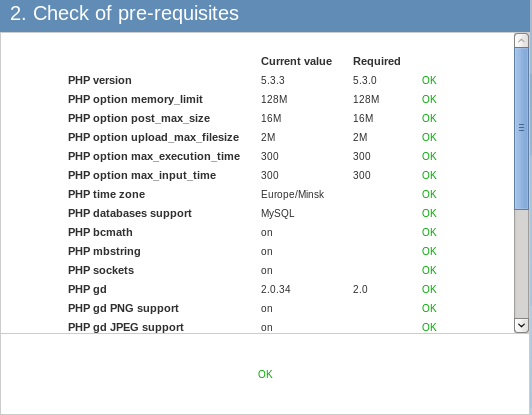 2. Check of pre-requisites
Current value Required
PHP version 5.3.3 5.3.0 OK
PHP option memory_limit 128M 128M OK
PHP option post_max_size 16M 16M OK
PHP option upload_max_filesize 2M 2M OK
PHP option max_execution_time 300 300 OK
PHP option max_input_time 300 300 OK
PHP time zone Europe/Minsk OK
PHP databases support MySQL OK
PHP bcmath on OK
PHP mbstring on OK
PHP sockets on OK
PHP gd 2.0.34 2.0 OK
PHP gd PNG support on OK
PHP gd JPEG support on OK
OK